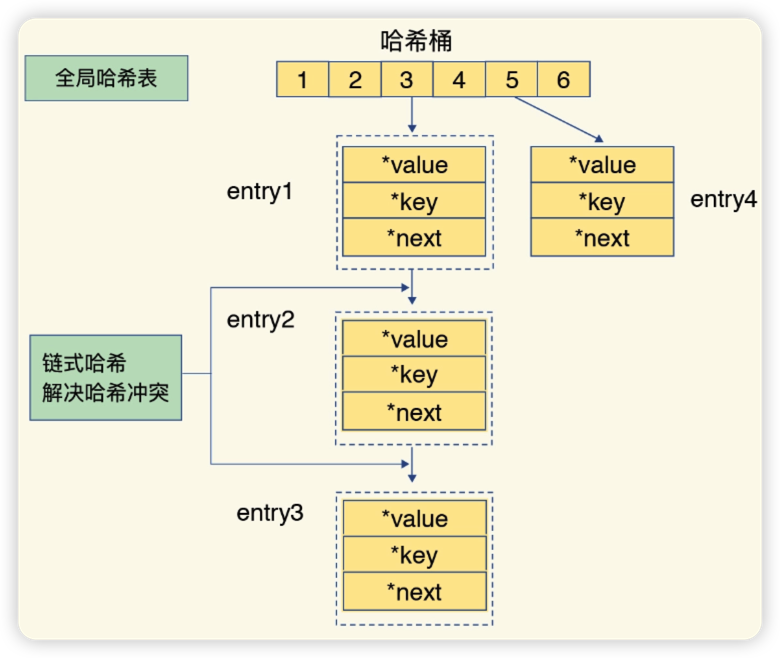 哈希桶
全局哈希表
1 2 3 4 5 6
entry1
*value
*key
*next
*value
*key
*next
entry4
entry2
*value
*key
*next
链式哈希
解决哈希冲突
entry3
*value
*key
*next